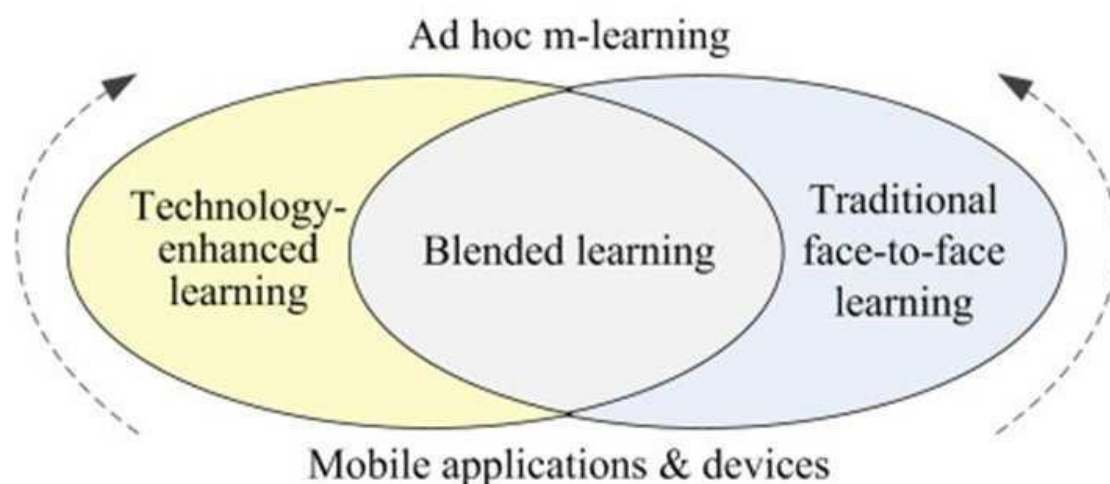 Ad hoc m-learning
Technology-
enhanced
learning
Blended learning
Traditional
face-to-face
learning
Mobile applications & devices